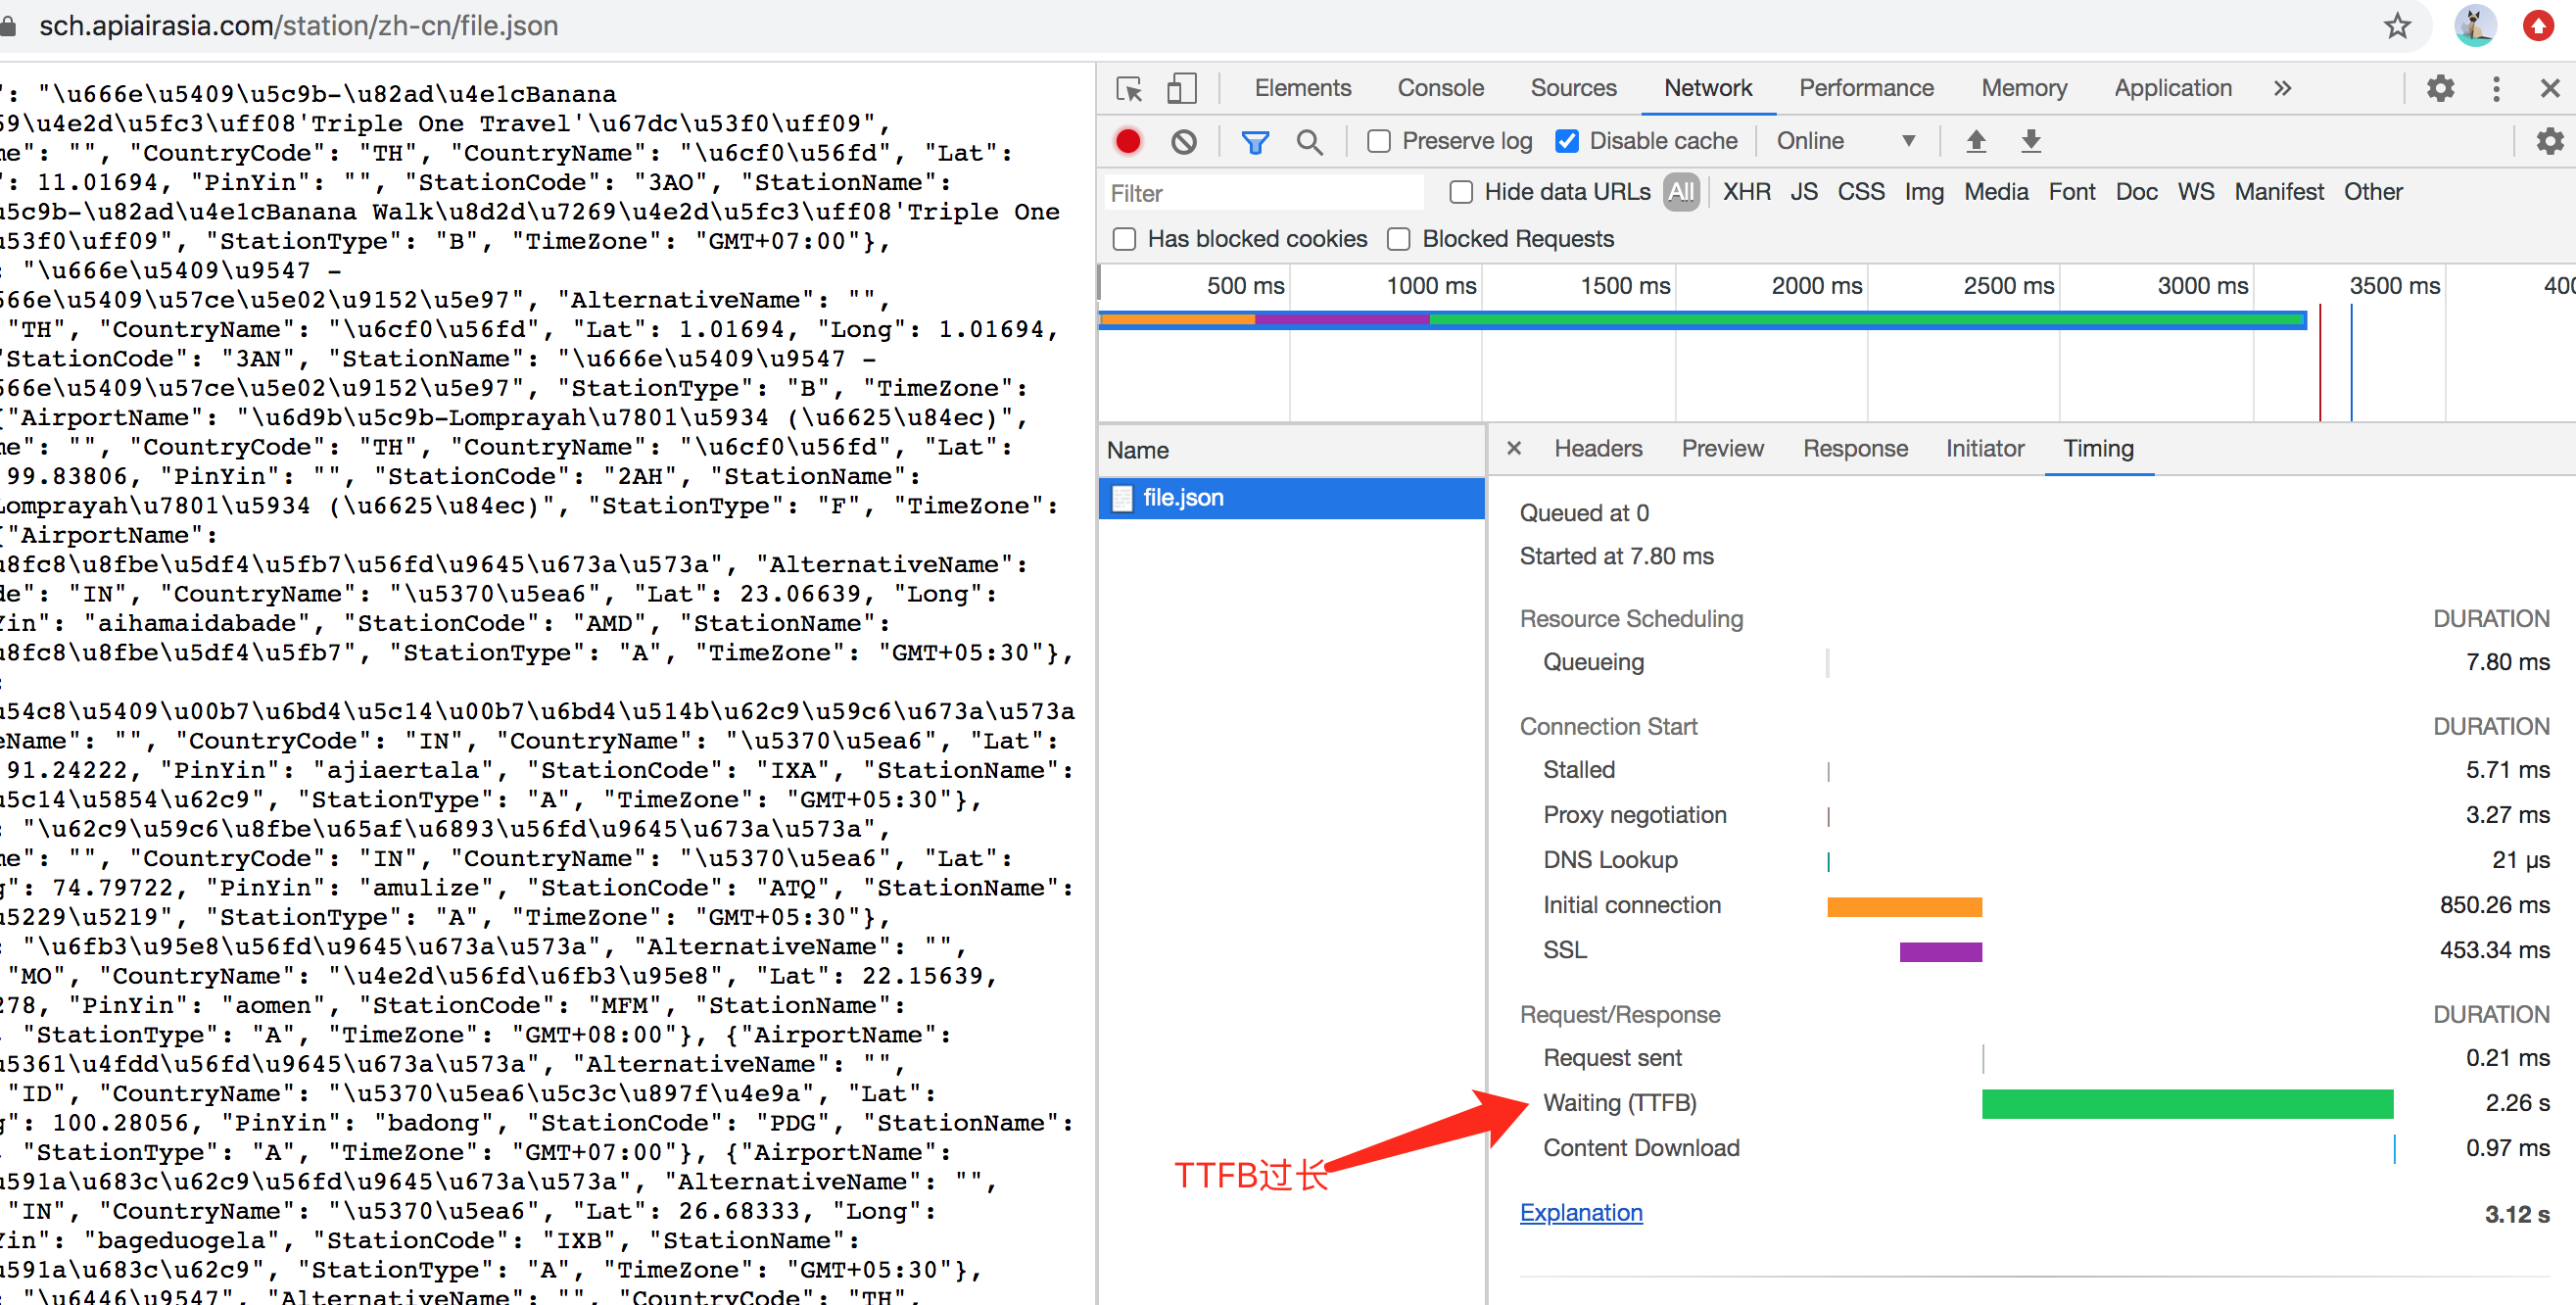 sch.apiairasia.com/station/zh-cn/file.json
": "\u666e\u5409\u5c9b-\u82ad\u4e1cBanana
59\u4e2d\u5fc3\uff08'Triple One Travel'\u67dc\u53f0\uff09",
me": "", "CountryCode": "TH", "CountryName": "\u6cf0\u56fd", "Lat":
": 11.01694, "PinYin": "", "StationCode": "3AO", "StationName":
u5c9b-\u82ad\u4e1cBanana Walk\u8d2d\u7269\u4e2d\u5fc3\uff08'Triple One
u53f0\uff09", "StationType": "B", "TimeZone": "GMT+07:00"},
: "\u666e\u5409\u9547 -
566e\u5409\u57ce\u5e02\u9152\u5e97", "AlternativeName": "",
"TH", "CountryName": "\u6cf0\u56fd", "Lat": 1.01694, "Long": 1.01694,
"StationCode": "3AN", "StationName": "\u666e\u5409\u9547 -
566e\u5409\u57ce\u5e02\u9152\u5e97", "StationType": "B", "TimeZone":
{"AirportName": "\u6d9b\u5c9b-Lomprayah\u7801\u5934 (\u6625\u84ec)",
me": "", "CountryCode": "TH", "CountryName": "\u6cf0\u56fd", "Lat":
99.83806, "PinYin": "", "StationCode": "2AH", "StationName":
Lomprayah\u7801\u5934 (\u6625\u84ec)", "StationType": "F", "TimeZone":
{"AirportName":
u8fc8\u8fbe\u5df4\u5fb7\u56fd\u9645\u673a\u573a", "AlternativeName":
de": "IN", "CountryName": "\u5370\u5ea6", "Lat": 23.06639, "Long":
Yin": "aihamaidabade", "StationCode": "AMD", "StationName":
u8fc8\u8fbe\u5df4\u5fb7", "StationType": "A", "TimeZone": "GMT+05:30"},
:
u54c8\u5409\u00b7\u6bd4\u5c14\u00b7\u6bd4\u514b\u62c9\u59c6\u673a\u573a
eName": "", "CountryCode": "IN", "CountryName": "\u5370\u5ea6", "Lat":
91.24222, "PinYin": "ajiaertala", "StationCode": "IXA", "StationName":
u5c14\u5854\u62c9", "StationType": "A", "TimeZone": "GMT+05:30"},
: "\u62c9\u59c6\u8fbe\u65af\u6893\u56fd\u9645\u673a\u573a",
me": "", "CountryCode": "IN", "CountryName": "\u5370\u5ea6", "Lat":
g": 74.79722, "PinYin": "amulize", "StationCode": "ATQ", "StationName":
u5229\u5219", "StationType": "A", "TimeZone": "GMT+05:30"},
: "\u6fb3\u95e8\u56fd\u9645\u673a\u573a", "AlternativeName": "",
"MO", "CountryName": "\u4e2d\u56fd\u6fb3\u95e8", "Lat": 22.15639,
278, "PinYin": "aomen", "StationCode": "MFM", "StationName":
"StationType": "A", "TimeZone": "GMT+08:00"}, {"AirportName":
u5361\u4fdd\u56fd\u9645\u673a\u573a", "AlternativeName": "",
"ID", "CountryName": "\u5370\u5ea6\u5c3c\u897f\u4e9a", "Lat":
g": 100.28056, "PinYin": "badong", "StationCode": "PDG", "StationName":
"StationType": "A", "TimeZone": "GMT+07:00"}, {"AirportName":
u591a\u683c\u62c9\u56fd\u9645\u673a\u573a", "AlternativeName": "",
"IN", "CountryName": "\u5370\u5ea6", "Lat": 26.68333, "Long":
Yin": "bageduogela", "StationCode": "IXB", "StationName":
u591a\u683c\u62c9", "StationType": "A", "TimeZone": "GMT+05:30"},
: "\u6446\u9547", "AlternativeName": "", "CountryCode": "TH",
Elements Console Sources Network Performance Memory Application »
Preserve log Disable cache Online
Filter Hide data URLs All XHR JS CSS Img Media Font Doc WS Manifest Other
Has blocked cookies Blocked Requests
500 ms 1000 ms 1500 ms 2000 ms 2500 ms 3000 ms 3500 ms 400
Name
file.json
× Headers Preview Response Initiator Timing
Queued at 0
Started at 7.80 ms
Resource Scheduling DURATION
Queueing 7.80 ms
Connection Start DURATION
Stalled 5.71 ms
Proxy negotiation 3.27 ms
DNS Lookup 21 µs
Initial connection 850.26 ms
SSL 453.34 ms
Request/Response DURATION
Request sent 0.21 ms
Waiting (TTFB) 2.26 s
Content Download 0.97 ms
TTFB过长
Explanation 3.12 s